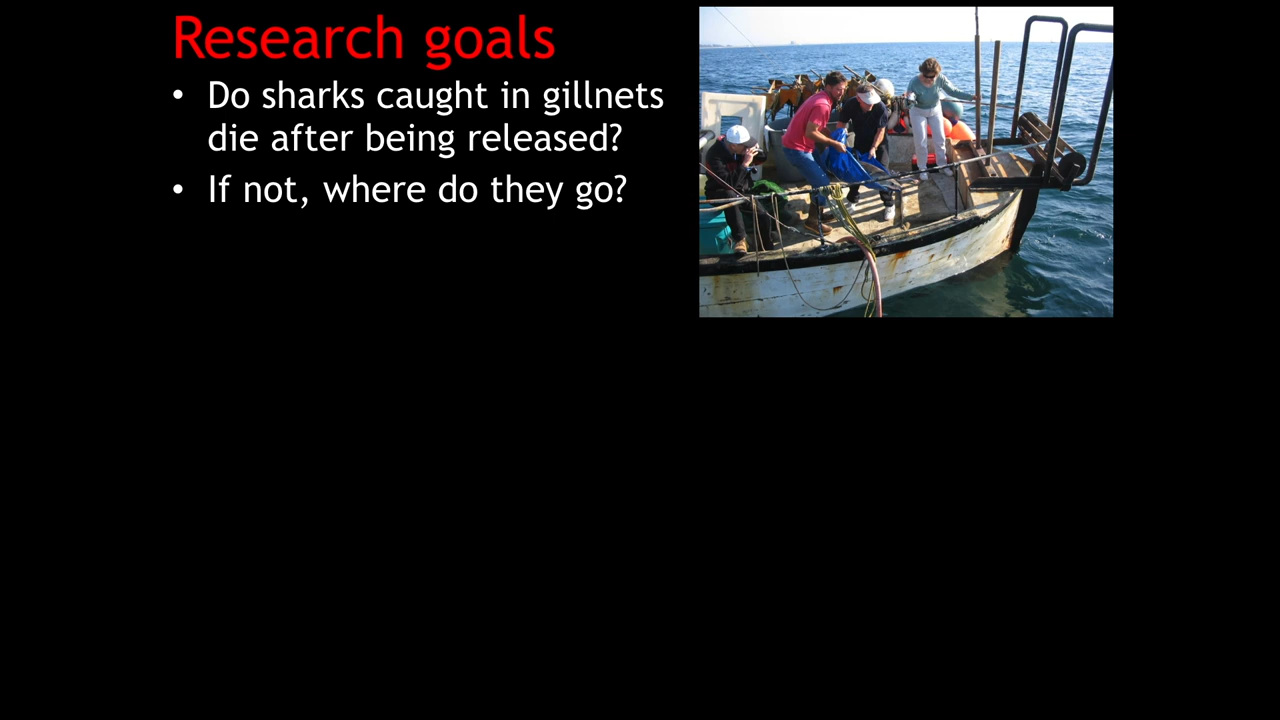 Research goals
• Do sharks caught in gillnets
die after being released?
• If not, where do they go?